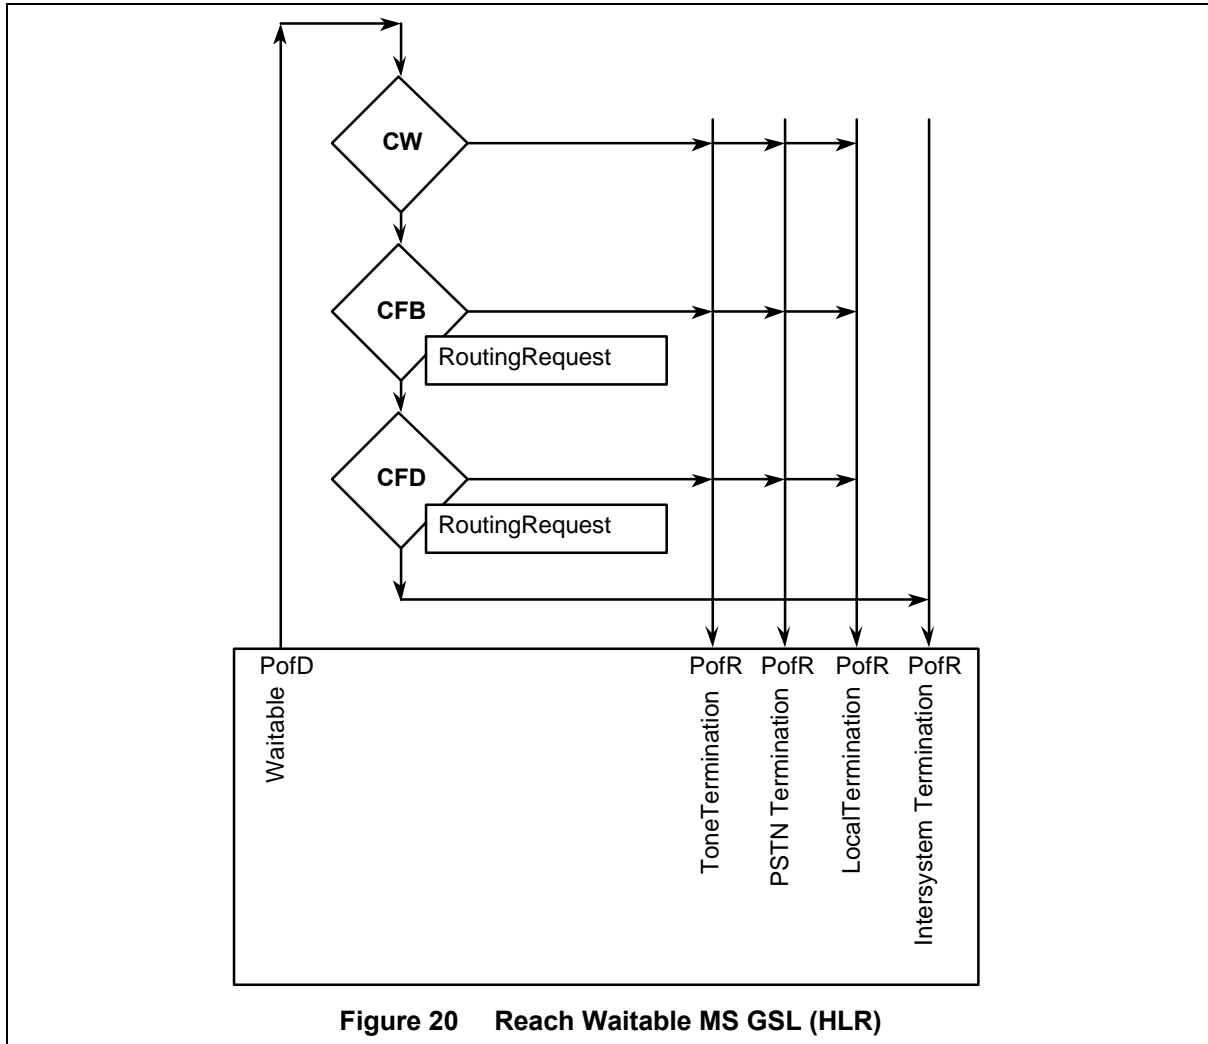 CW
CFB
RoutingRequest
CFD
RoutingRequest
PofD
PofR
PofR
PofR
PofR
Waitable
ToneTermination
PSTN Termination
LocalTermination
Intersystem Termination
Figure 20 Reach Waitable MS GSL (HLR)